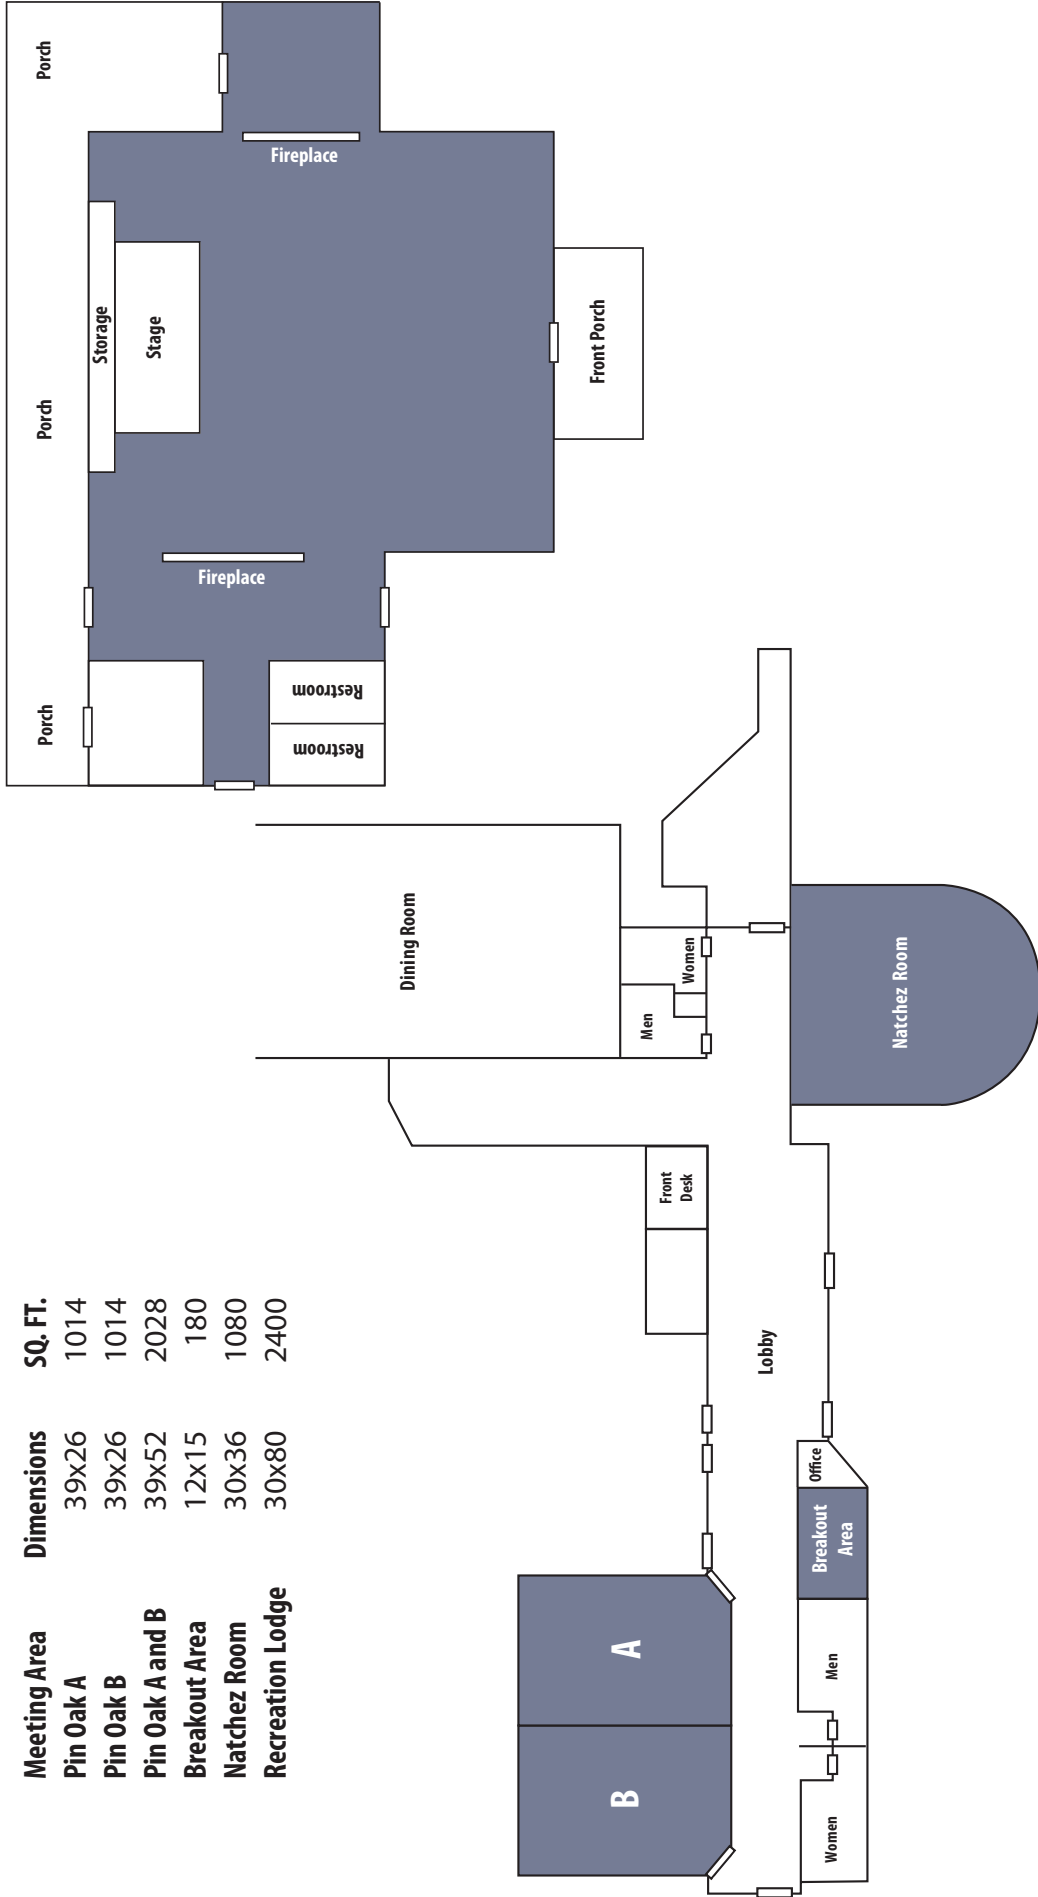 Meeting Area Dimensions SQ. FT.
Pin Oak A 39x26 1014
Pin Oak B 39x26 1014
Pin Oak A and B 39x52 2028
Breakout Area 12x15 180
Natchez Room 30x36 1080
Recreation Lodge 30x80 2400
Porch
Porch
Porch
Storage
Stage
Fireplace
Fireplace
Restroom
Restroom
Front Porch
Dining Room
Men
Women
Natchez Room
Front
Desk
Lobby
Office
Breakout
Area
A
B
Men
Women